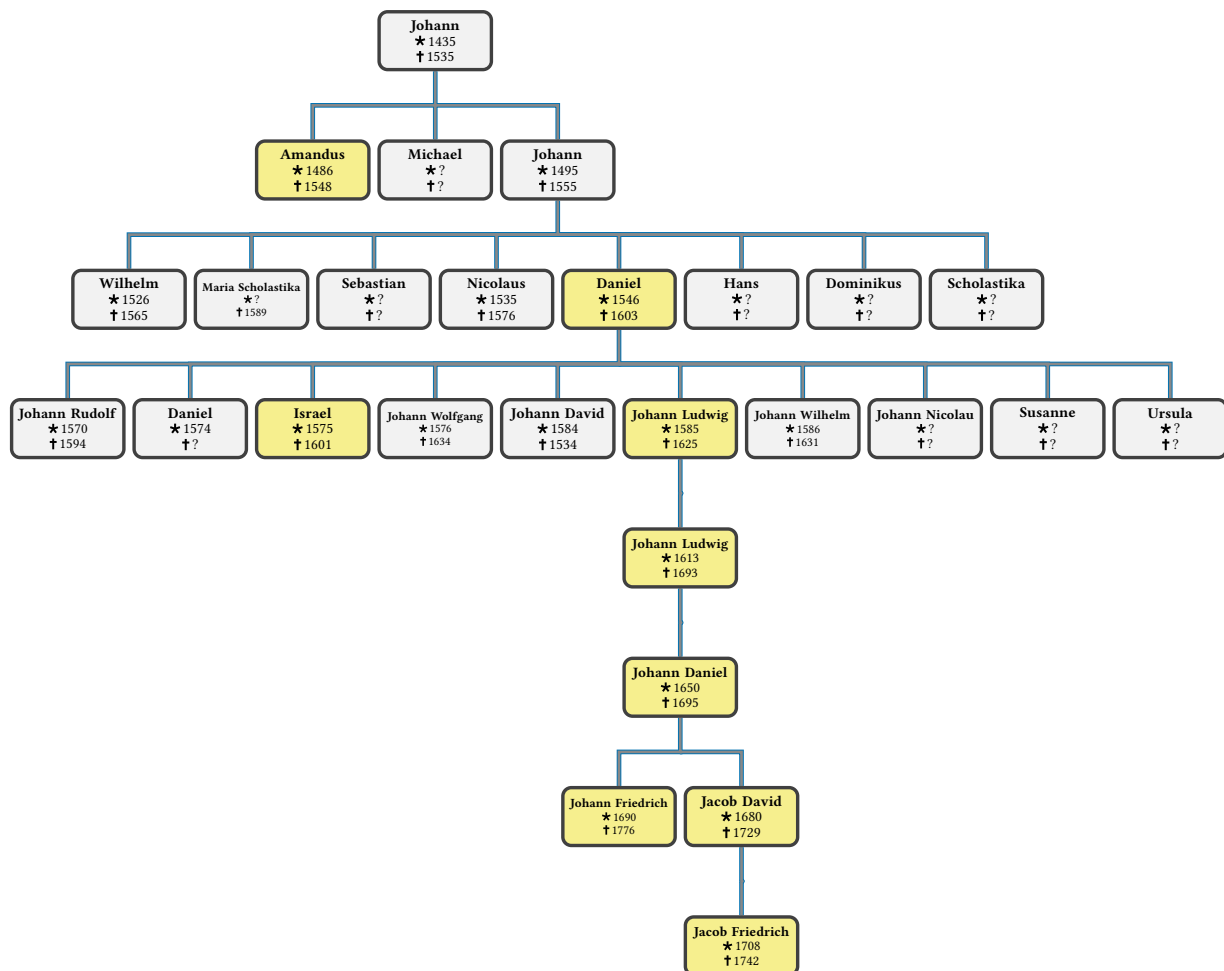 Johann
★ 1435
† 1535
Amandus
★ 1486
† 1548
Michael
★ ?
† ?
Johann
★ 1495
† 1555
Wilhelm
★ 1526
† 1565
Maria Scholastika
★ ?
† 1589
Sebastian
★ ?
† ?
Nicolaus
★ 1535
† 1576
Daniel
★ 1546
† 1603
Hans
★ ?
† ?
Dominikus
★ ?
† ?
Scholastika
★ ?
† ?
Johann Rudolf
★ 1570
† 1594
Daniel
★ 1574
† ?
Israel
★ 1575
† 1601
Johann Wolfgang
★ 1576
† 1634
Johann David
★ 1584
† 1534
Johann Ludwig
★ 1585
† 1625
Johann Wilhelm
★ 1586
† 1631
Johann Nicolau
★ ?
† ?
Susanne
★ ?
† ?
Ursula
★ ?
† ?
Johann Ludwig
★ 1613
† 1693
Johann Daniel
★ 1650
† 1695
Johann Friedrich
★ 1690
† 1776
Jacob David
★ 1680
† 1729
Jacob Friedrich
★ 1708
† 1742